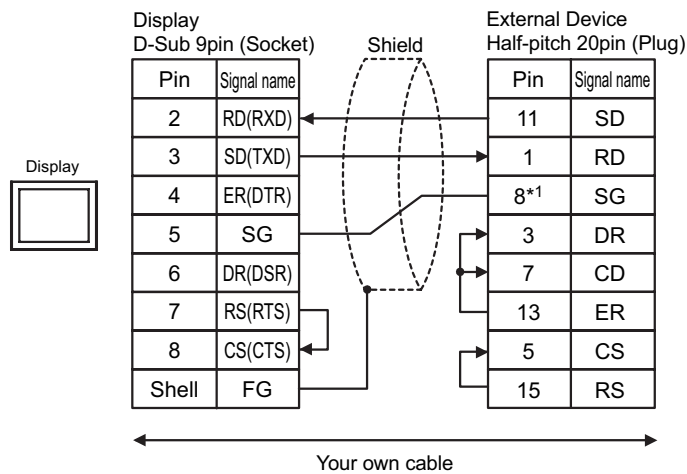 Display
D-Sub 9pin (Socket)
Shield
External Device
Half-pitch 20pin (Plug)
Pin Signal name
Pin Signal name
2 RD(RXD)
11 SD
3 SD(TXD)
1 RD
Display
4 ER(DTR)
8*1 SG
5 SG
3 DR
6 DR(DSR)
7 CD
7 RS(RTS)
13 ER
8 CS(CTS)
5 CS
Shell FG
15 RS
Your own cable